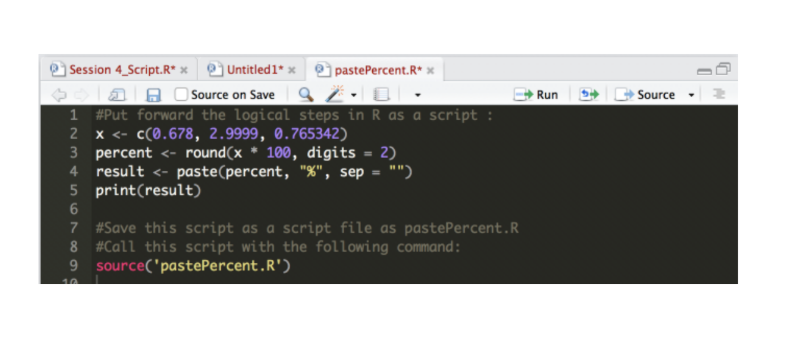 Session 4_Script.R* Untitled1* pastePercent.R*
Source on Save Run Source
1 #Put forward the logical steps in R as a script :
2 x <- c(0.678, 2.9999, 0.765342)
3 percent <- round(x * 100, digits = 2)
4 result <- paste(percent, "%", sep = "")
5 print(result)
6
7 #Save this script as a script file as pastePercent.R
8 #Call this script with the following command:
9 source('pastePercent.R')
10